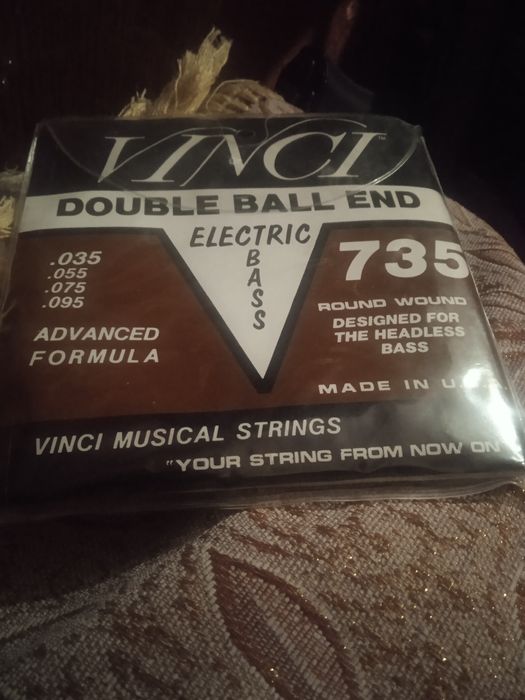 VINCI™
DOUBLE BALL END
ELECTRIC
BASS
.035
.055
.075
.095
ADVANCED
FORMULA
735
ROUND WOUND
DESIGNED FOR
THE HEADLESS
BASS
MADE IN U.S.A.
VINCI MUSICAL STRINGS
"YOUR STRING FROM NOW ON